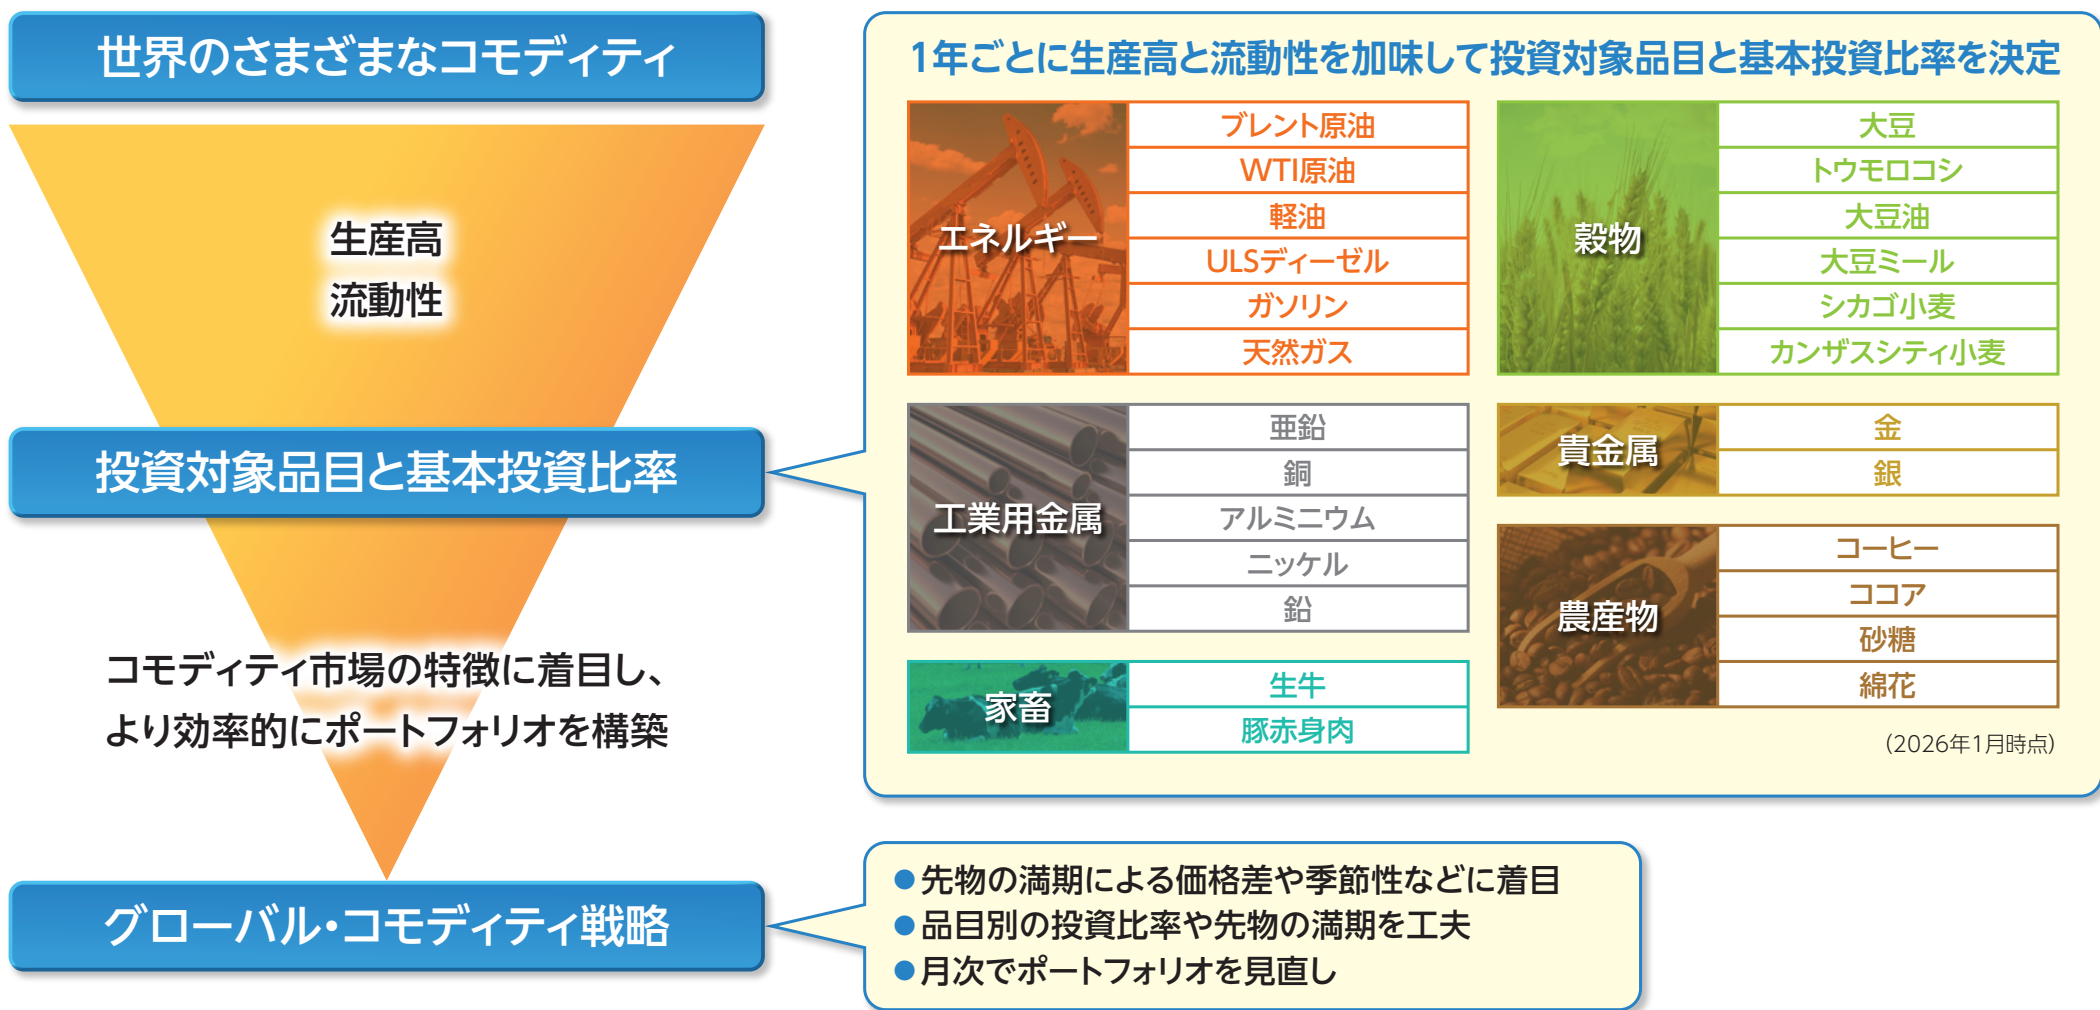 世界のさまざまなコモディティ
生産高
流動性
投資対象品目と基本投資比率
コモディティ市場の特徴に着目し、
より効率的にポートフォリオを構築
グローバル・コモディティ戦略
1年ごとに生産高と流動性を加味して投資対象品目と基本投資比率を決定
エネルギー
ブレント原油
WTI原油
軽油
ULSディーゼル
ガソリン
天然ガス
穀物
大豆
トウモロコシ
大豆油
大豆ミール
シカゴ小麦
カンザスシティ小麦
工業用金属
亜鉛
銅
アルミニウム
ニッケル
鉛
貴金属
金
銀
農産物
コーヒー
ココア
砂糖
綿花
家畜
生牛
豚赤身肉
(2026年1月時点)
●先物の満期による価格差や季節性などに着目
●品目別の投資比率や先物の満期を工夫
●月次でポートフォリオを見直し